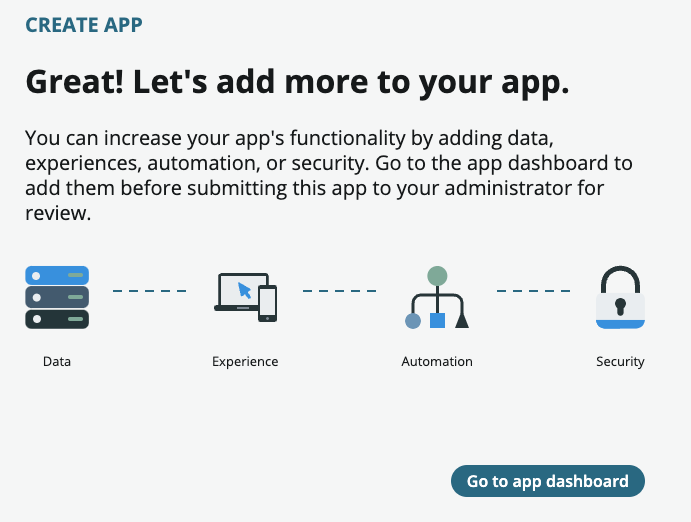 CREATE APP
Great! Let's add more to your app.
You can increase your app's functionality by adding data,
experiences, automation, or security. Go to the app dashboard to
add them before submitting this app to your administrator for
review.
Data
Experience
Automation
Security
Go to app dashboard